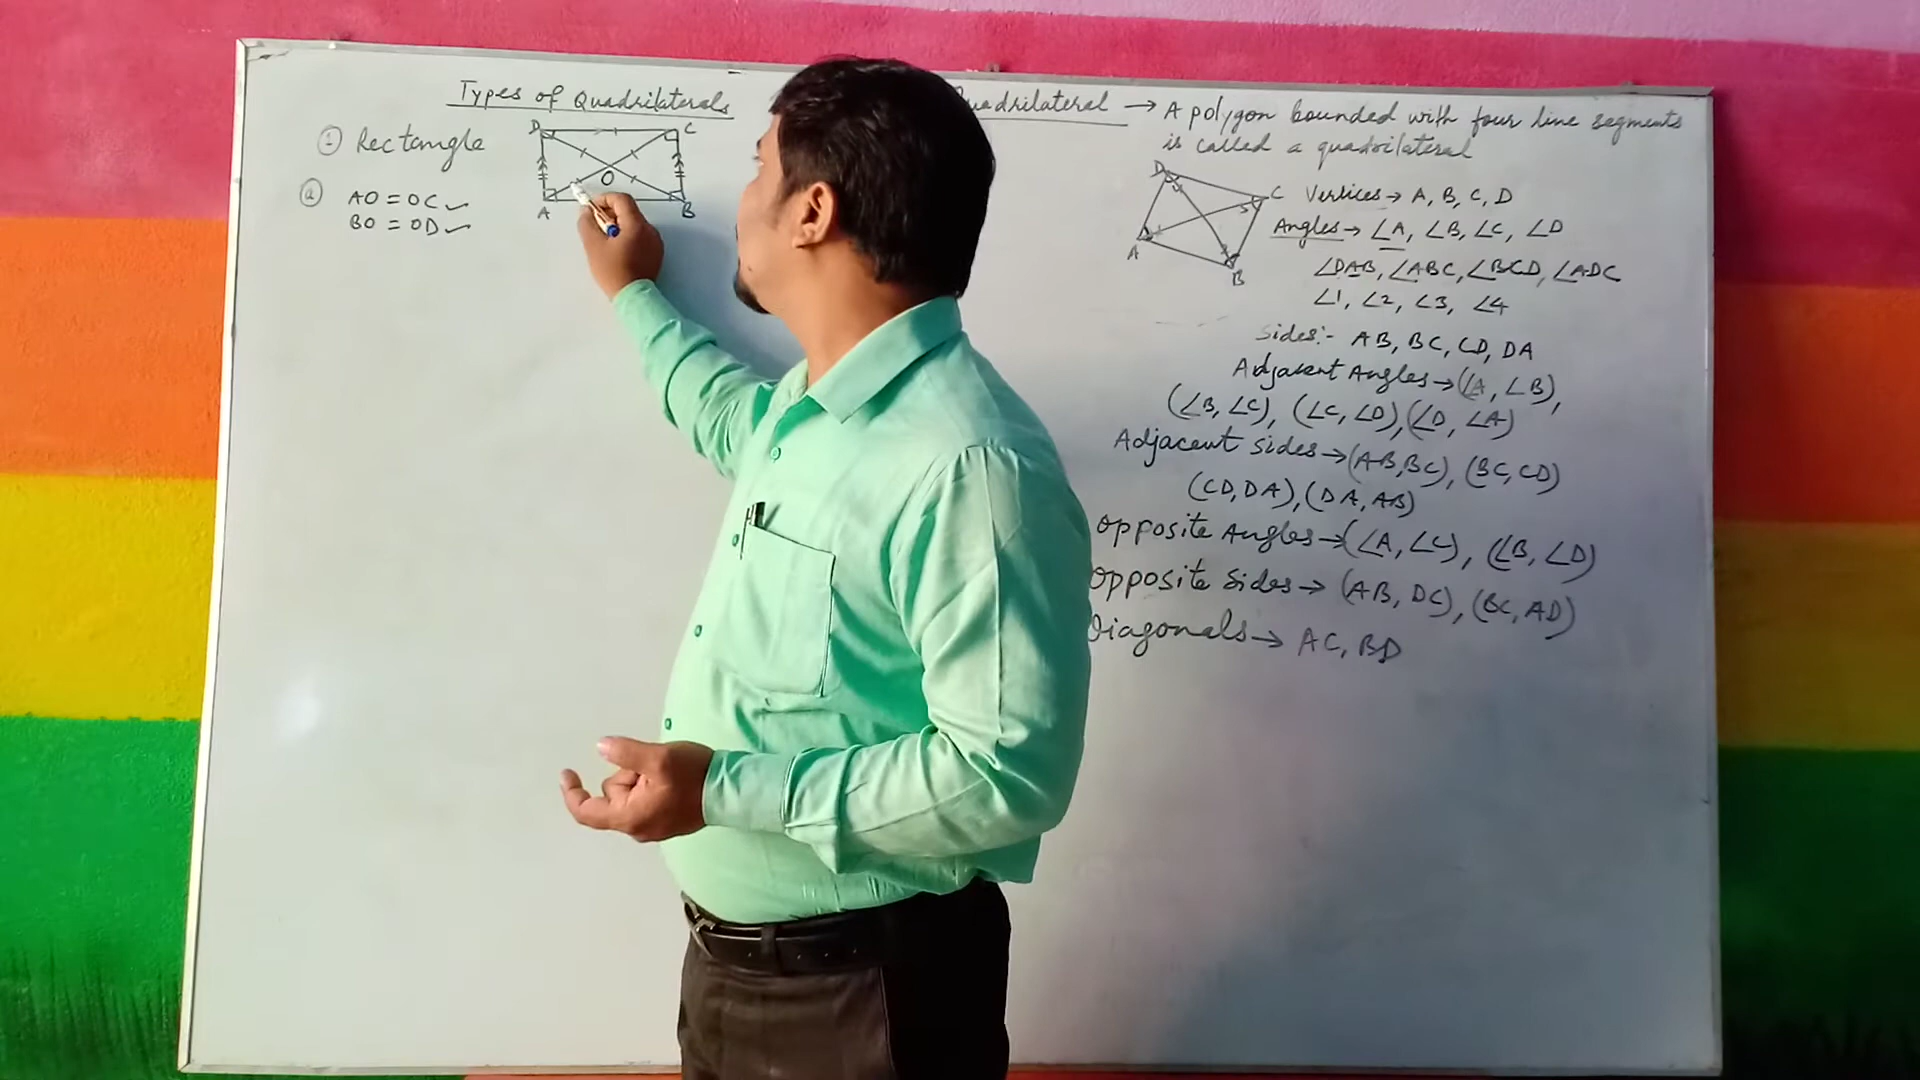 Types of Quadrilaterals
① Rectangle
D C
O
A B
ⓐ AO = OC ✓
BO = OD ✓
Quadrilateral → A polygon bounded with four line segments
is called a quadrilateral
D C
A B
Vertices → A, B, C, D
Angles → ∠A, ∠B, ∠C, ∠D
∠DAB, ∠ABC, ∠BCD, ∠ADC
∠1, ∠2, ∠3, ∠4
Sides:- AB, BC, CD, DA
Adjacent Angles → (∠A, ∠B),
(∠B, ∠C), (∠C, ∠D), (∠D, ∠A)
Adjacent sides → (AB, BC), (BC, CD)
(CD, DA), (DA, AB)
Opposite Angles → (∠A, ∠C), (∠B, ∠D)
Opposite Sides → (AB, DC), (BC, AD)
Diagonals → AC, BD